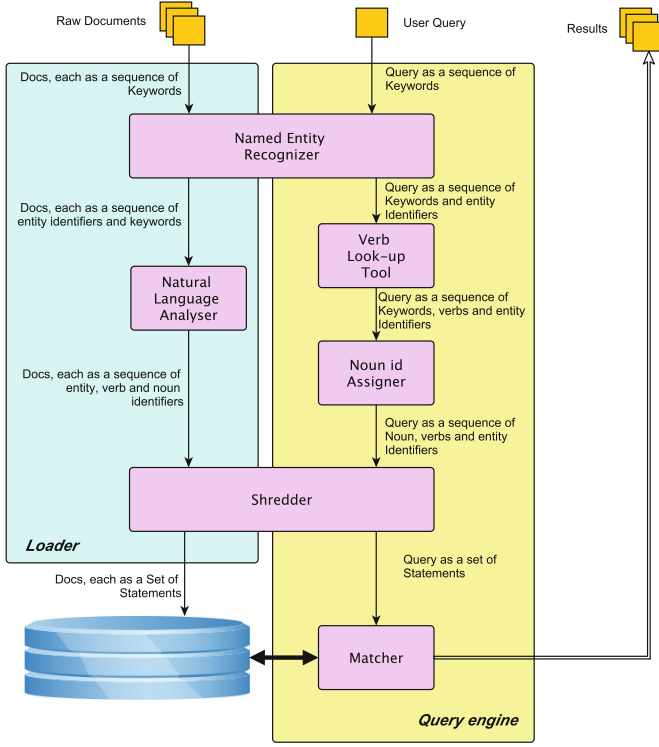 Raw Documents
User Query
Results
Docs, each as a sequence of
Keywords
Query as a sequence of
Keywords
Named Entity
Recognizer
Docs, each as a sequence of
entity identifiers and keywords
Query as a sequence of
Keywords and entity
Identifiers
Verb
Look-up
Tool
Natural
Language
Analyser
Query as a sequence of
Keywords, verbs and entity
Identifiers
Noun id
Assigner
Docs, each as a sequence of
entity, verb and noun
identifiers
Query as a sequence of
Noun, verbs and entity
Identifiers
Shredder
Loader
Docs, each as a Set of
Statements
Query as a set of
Statements
Matcher
Query engine